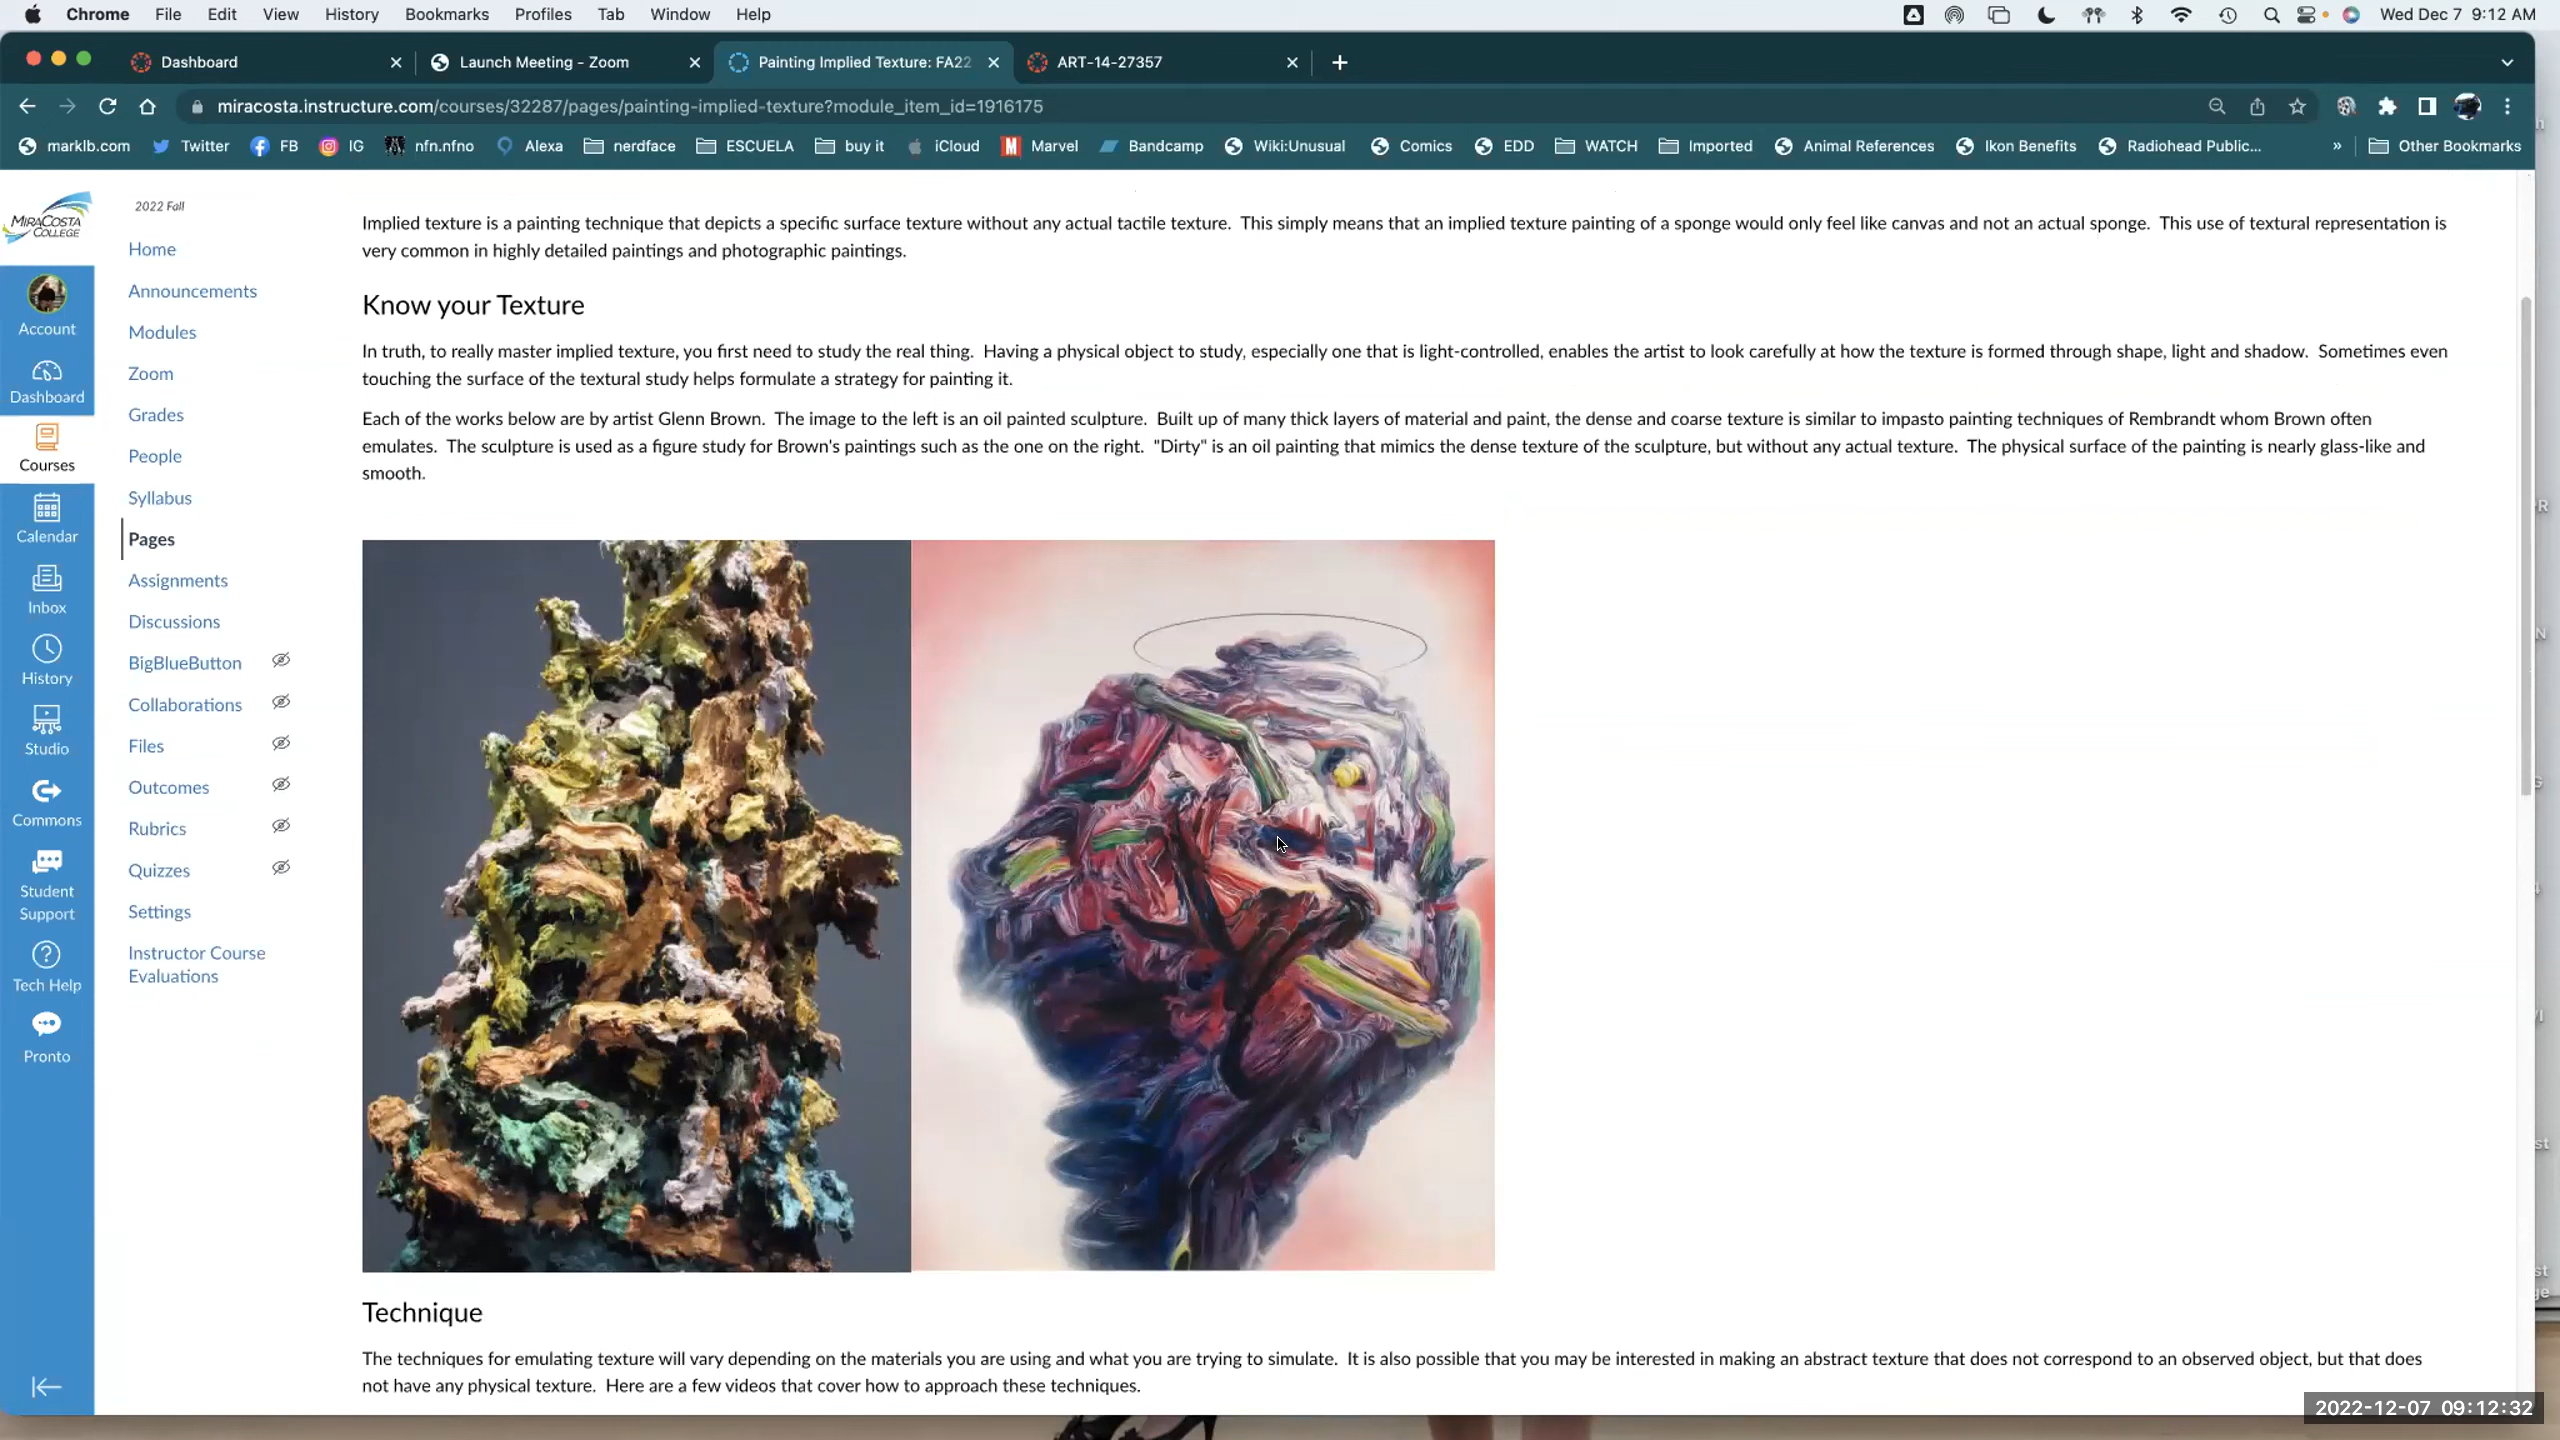 Chrome File Edit View History Bookmarks Profiles Tab Window Help Wed Dec 7 9:12 AM
Dashboard Launch Meeting - Zoom Painting Implied Texture: FA22 ART-14-27357
miracosta.instructure.com/courses/32287/pages/painting-implied-texture?module_item_id=1916175
marklb.com Twitter FB IG nfn.nfno Alexa nerdface ESCUELA buy it iCloud Marvel Bandcamp Wiki:Unusual Comics EDD WATCH Imported Animal References Ikon Benefits Radiohead Public... » Other Bookmarks
MIRACOSTA
COLLEGE
Account
Dashboard
Courses
Calendar
Inbox
History
Studio
Commons
Student
Support
Tech Help
Pronto
2022 Fall
Home
Announcements
Modules
Zoom
Grades
People
Syllabus
Pages
Assignments
Discussions
BigBlueButton
Collaborations
Files
Outcomes
Rubrics
Quizzes
Settings
Instructor Course
Evaluations
Implied texture is a painting technique that depicts a specific surface texture without any actual tactile texture. This simply means that an implied texture painting of a sponge would only feel like canvas and not an actual sponge. This use of textural representation is
very common in highly detailed paintings and photographic paintings.
Know your Texture
In truth, to really master implied texture, you first need to study the real thing. Having a physical object to study, especially one that is light-controlled, enables the artist to look carefully at how the texture is formed through shape, light and shadow. Sometimes even
touching the surface of the textural study helps formulate a strategy for painting it.
Each of the works below are by artist Glenn Brown. The image to the left is an oil painted sculpture. Built up of many thick layers of material and paint, the dense and coarse texture is similar to impasto painting techniques of Rembrandt whom Brown often
emulates. The sculpture is used as a figure study for Brown's paintings such as the one on the right. "Dirty" is an oil painting that mimics the dense texture of the sculpture, but without any actual texture. The physical surface of the painting is nearly glass-like and
smooth.
Technique
The techniques for emulating texture will vary depending on the materials you are using and what you are trying to simulate. It is also possible that you may be interested in making an abstract texture that does not correspond to an observed object, but that does
not have any physical texture. Here are a few videos that cover how to approach these techniques.
2022-12-07 09:12:32